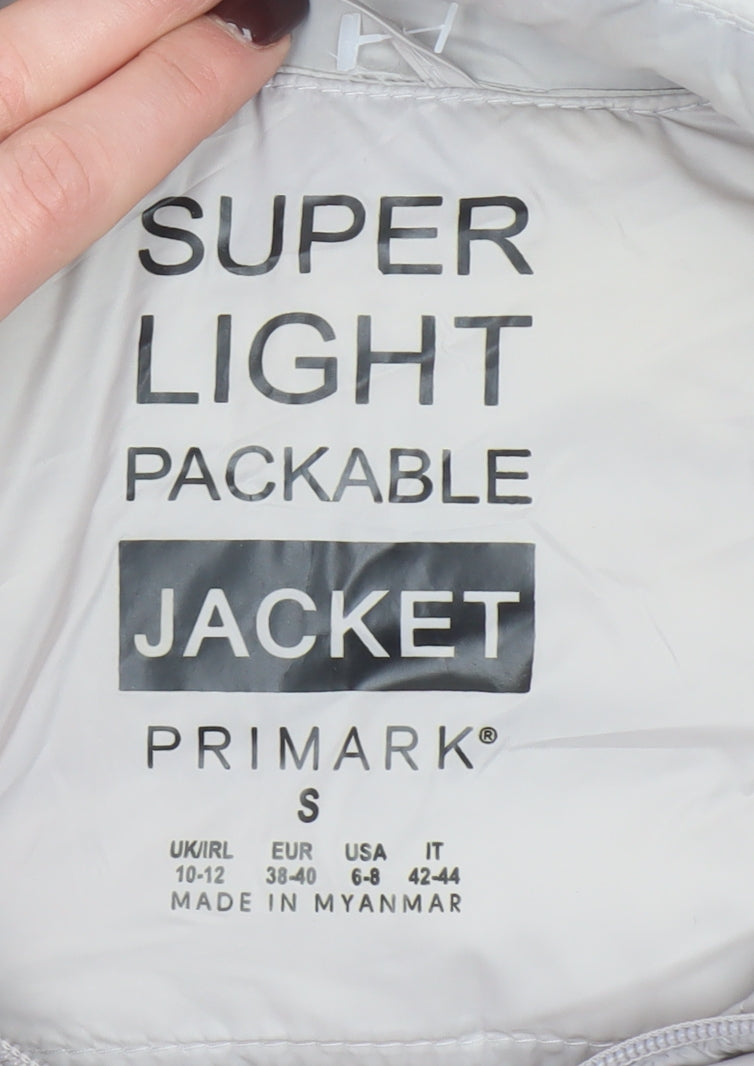 SUPER
LIGHT
PACKABLE
JACKET
PRIMARK®
S
UK/IRL EUR USA IT
10-12 38-40 6-8 42-44
MADE IN MYANMAR